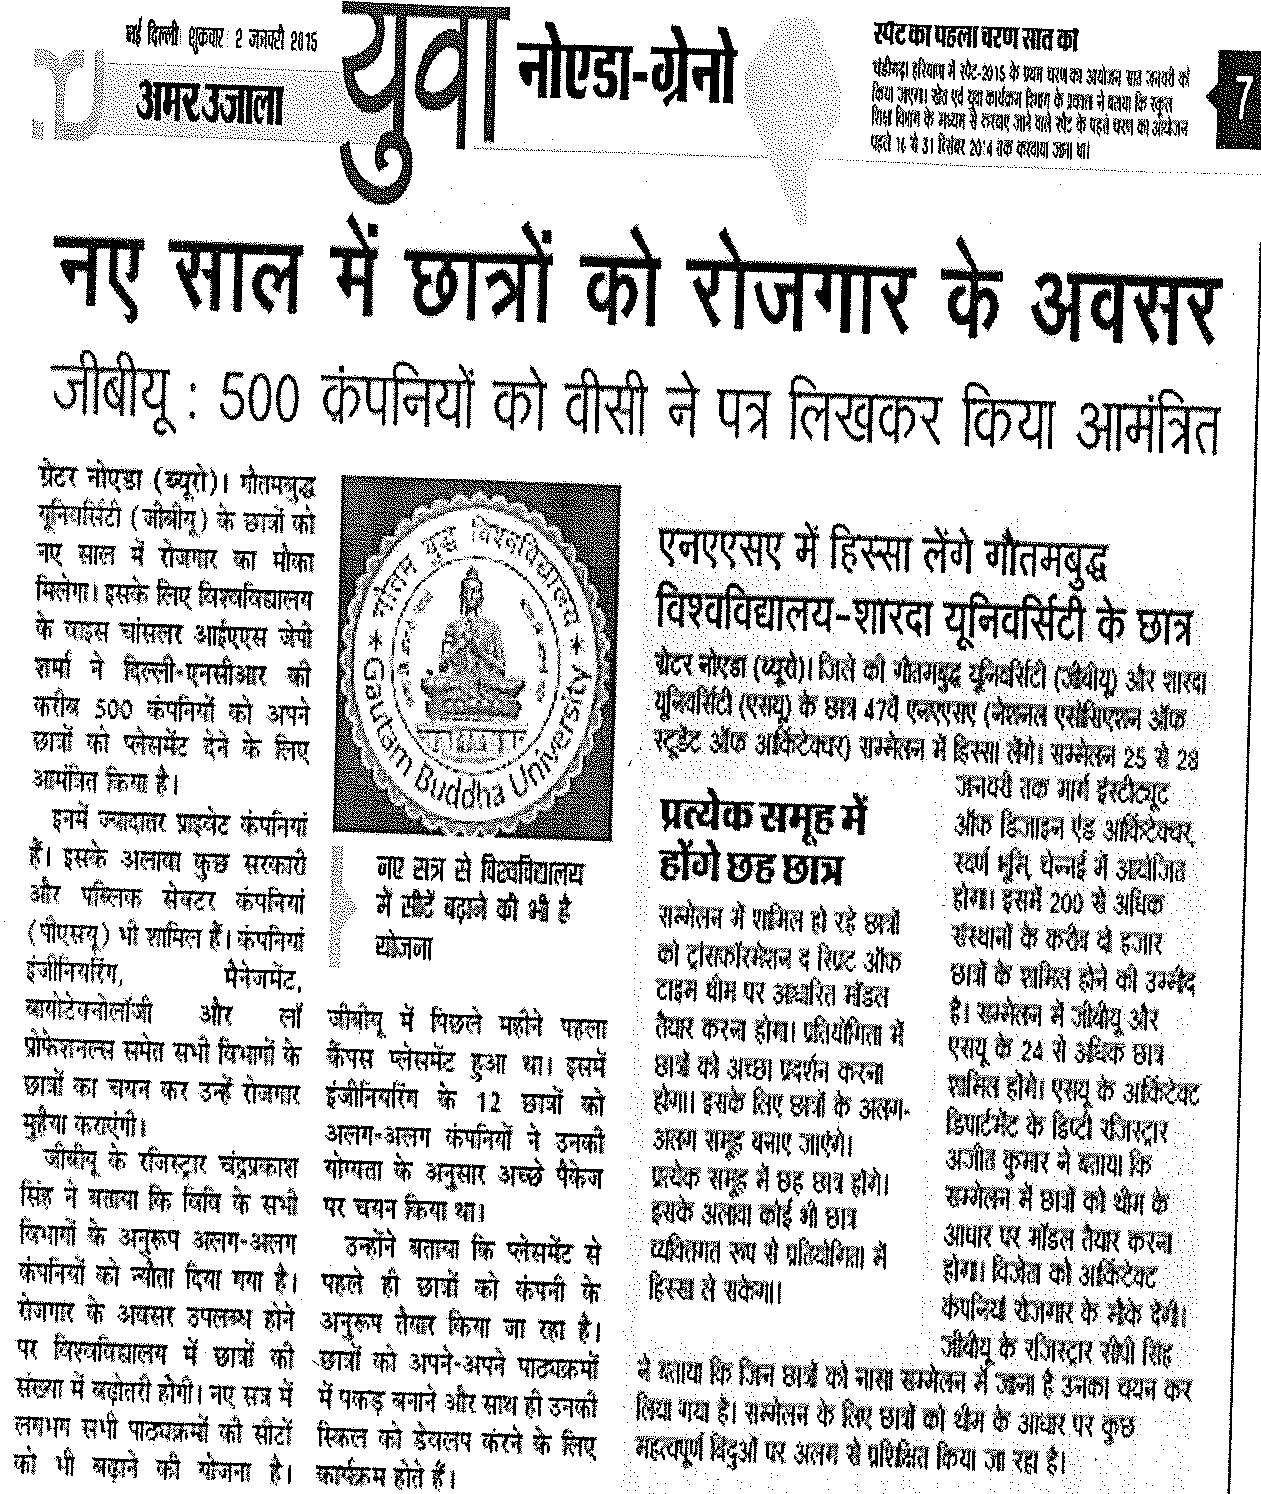 नई दिल्ली शुक्रवार 2 जनवरी 2015
अमर उजाला
युवा
नोएडा-ग्रेनो
स्पेट का पहला चरण सात को
चंडीगढ़। हरियाणा में स्पेट-2015 के प्रथम चरण का आयोजन सात जनवरी को
किया जाएगा। खेल एवं युवा कार्यक्रम विभाग के प्रवक्ता ने बताया कि स्कूल
शिक्षा विभाग के माध्यम से करवाए जाने वाले स्पेट के पहले चरण का आयोजन
पहले 16 से 31 दिसंबर 2014 तक करवाया जाना था।
7
नए साल में छात्रों को रोजगार के अवसर
जीबीयू : 500 कंपनियों को वीसी ने पत्र लिखकर किया आमंत्रित
ग्रेटर नोएडा (ब्यूरो)। गौतमबुद्ध
यूनिवर्सिटी (जीबीयू) के छात्रों को
नए साल में रोजगार का मौका
मिलेगा। इसके लिए विश्वविद्यालय
के वाइस चांसलर आईएएस जेपी
शर्मा ने दिल्ली-एनसीआर की
करीब 500 कंपनियों को अपने
छात्रों को प्लेसमेंट देने के लिए
आमंत्रित किया है।
इनमें ज्यादातर प्राइवेट कंपनियां
हैं। इसके अलावा कुछ सरकारी
और पब्लिक सेक्टर कंपनियां
(पीएसयू) भी शामिल हैं। कंपनियां
इंजीनियरिंग, मैनेजमेंट,
बायोटेक्नोलॉजी और लॉ
प्रोफेशनल्स समेत सभी विभागों के
छात्रों का चयन कर उन्हें रोजगार
मुहैया कराएंगी।
जीबीयू के रजिस्ट्रार चंद्रप्रकाश
सिंह ने बताया कि विवि के सभी
विभागों के अनुरूप अलग-अलग
कंपनियों को न्यौता दिया गया है।
रोजगार के अवसर उपलब्ध होने
पर विश्वविद्यालय में छात्रों की
संख्या में बढ़ोतरी होगी। नए सत्र में
लगभग सभी पाठ्यक्रमों की सीटों
को भी बढ़ाने की योजना है।
गौतम बुद्ध विश्वविद्यालय
Gautam Buddha University
नए सत्र से विश्वविद्यालय
में सीटें बढ़ाने की भी है
योजना
जीबीयू में पिछले महीने पहला
कैंपस प्लेसमेंट हुआ था। इसमें
इंजीनियरिंग के 12 छात्रों को
अलग-अलग कंपनियों ने उनकी
योग्यता के अनुसार अच्छे पैकेज
पर चयन किया था।
उन्होंने बताया कि प्लेसमेंट से
पहले ही छात्रों को कंपनी के
अनुरूप तैयार किया जा रहा है।
छात्रों को अपने-अपने पाठ्यक्रमों
में पकड़ बनाने और साथ ही उनकी
स्किल को डेवलप करने के लिए
कार्यक्रम होते हैं।
एनएएसए में हिस्सा लेंगे गौतमबुद्ध
विश्वविद्यालय-शारदा यूनिवर्सिटी के छात्र
ग्रेटर नोएडा (ब्यूरो)। जिले की गौतमबुद्ध यूनिवर्सिटी (जीबीयू) और शारदा
यूनिवर्सिटी (एसयू) के छात्र 47वें एनएएसए (नेशनल एसोसिएशन ऑफ
स्टूडेंट ऑफ आर्किटेक्चर) सम्मेलन में हिस्सा लेंगे। सम्मेलन 25 से 28
प्रत्येक समूह में
होंगे छह छात्र
सम्मेलन में शामिल हो रहे छात्रों
को ट्रांसफॉरमेशन द स्प्रिट ऑफ
टाइम थीम पर आधारित मॉडल
तैयार करना होगा। प्रतियोगिता में
छात्रों को अच्छा प्रदर्शन करना
होगा। इसके लिए छात्रों के अलग-
अलग समूह बनाए जाएंगे।
प्रत्येक समूह में छह छात्र होंगे।
इसके अलावा कोई भी छात्र
व्यक्तिगत रूप से प्रतियोगिता में
हिस्सा ले सकेगा।
जनवरी तक मार्ग इंस्टीट्यूट
ऑफ डिजाइन एंड आर्किटेक्चर,
स्वर्ण भूमि, चेन्नई में आयोजित
होगा। इसमें 200 से अधिक
संस्थानों के करीब दो हजार
छात्रों के शामिल होने की उम्मीद
है। सम्मेलन में जीबीयू और
एसयू के 24 से अधिक छात्र
शामिल होंगे। एसयू के आर्किटेक्ट
डिपार्टमेंट के डिप्टी रजिस्ट्रार
अजीत कुमार ने बताया कि
सम्मेलन में छात्रों को थीम के
आधार पर मॉडल तैयार करना
होगा। विजेता को आर्किटेक्ट
कंपनियां रोजगार के मौके देंगी।
जीबीयू के रजिस्ट्रार सीपी सिंह
ने बताया कि जिन छात्रों को नासा सम्मेलन में जाना है उनका चयन कर
लिया गया है। सम्मेलन के लिए छात्रों को थीम के आधार पर कुछ
महत्वपूर्ण बिंदुओं पर अलग से प्रशिक्षित किया जा रहा है।